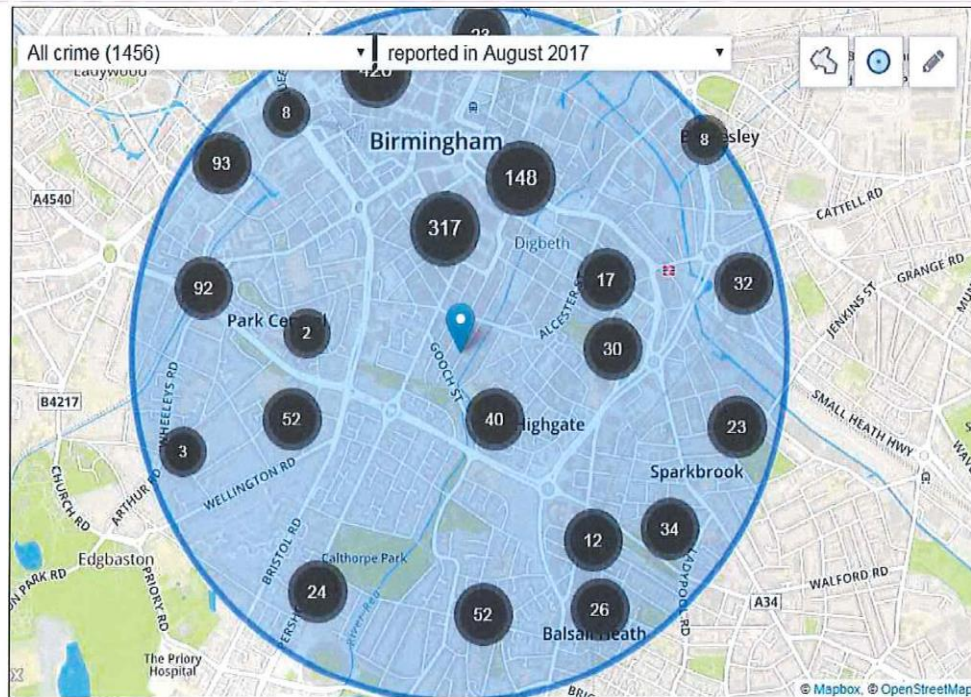 All crime (1456)
reported in August 2017
23
420
8
93
Birmingham
148
8
A4540
317
CATTELL RD
Digbeth
GRANGE RD
92
17
32
ALCESTER ST
JENKINS ST
Park Central
2
30
GOOCH ST
B4217
WHEELEYS RD
52
40
Highgate
23
SMALL HEATH HWY
3
Sparkbrook
WELLINGTON RD
ARTHUR RD
CHURCH RD
BRISTOL RD
12
34
Edgbaston
Calthorpe Park
LADYPOOL RD
WALFORD RD
PRIORY RD
24
River Rea
52
26
A34
Balsall Heath
The Priory
Hospital
© Mapbox, © OpenStreetMap